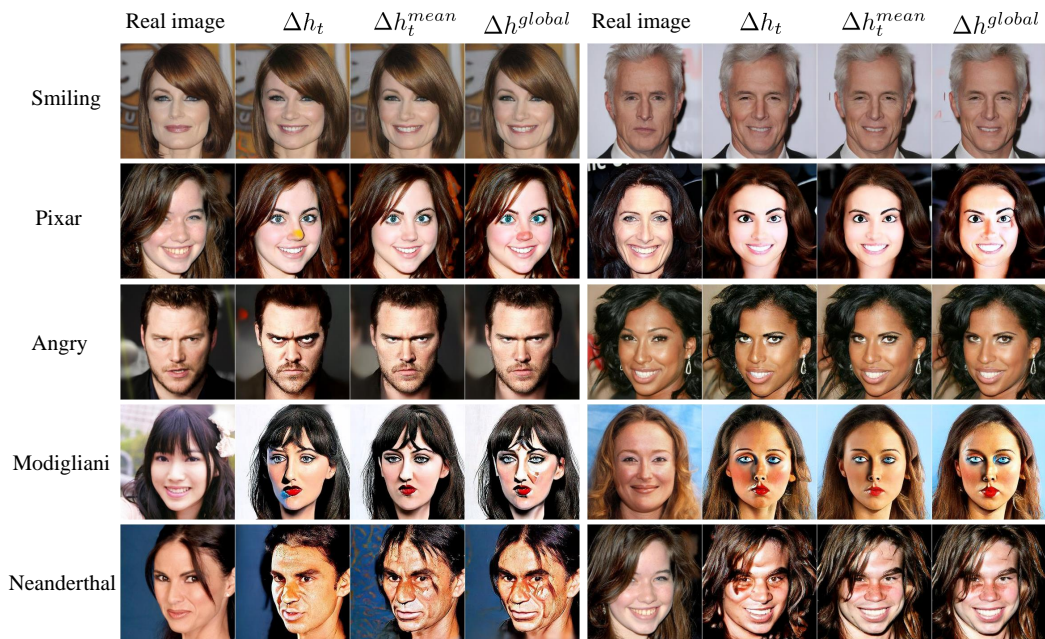 Real image Δh_t Δh_t^{mean} Δh^{global} Real image Δh_t Δh_t^{mean} Δh^{global}
Smiling
Pixar
Angry
Modigliani
Neanderthal